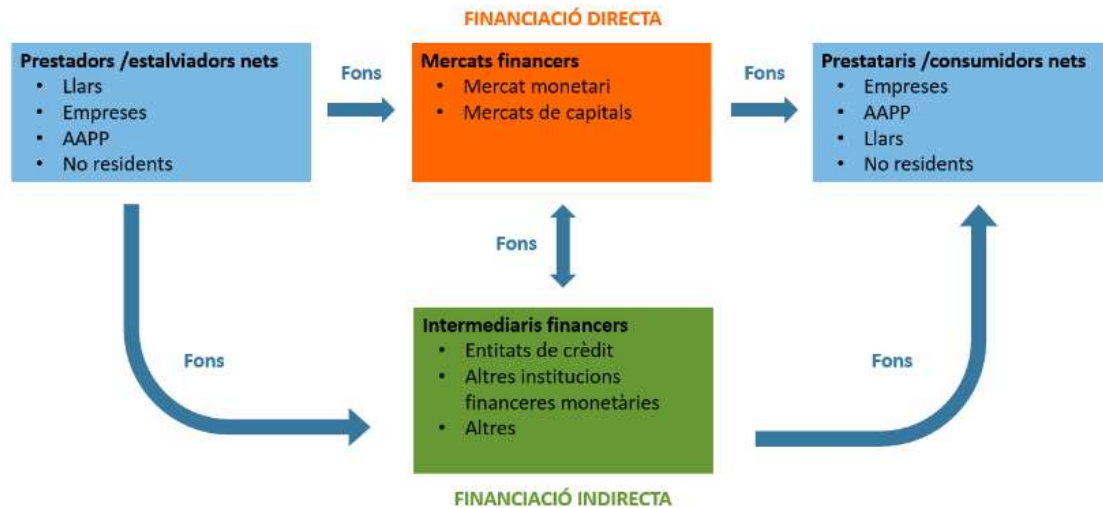 FINANCIACIÓ DIRECTA
Prestadors /estalviadors nets
• Llars
• Empreses
• AAPP
• No residents
Fons
Mercats financers
• Mercat monetari
• Mercats de capitals
Fons
Prestataris /consumidors nets
• Empreses
• AAPP
• Llars
• No residents
Fons
Fons
Intermediaris financers
• Entitats de crèdit
• Altres institucions
financeres monetàries
• Altres
Fons
FINANCIACIÓ INDIRECTA